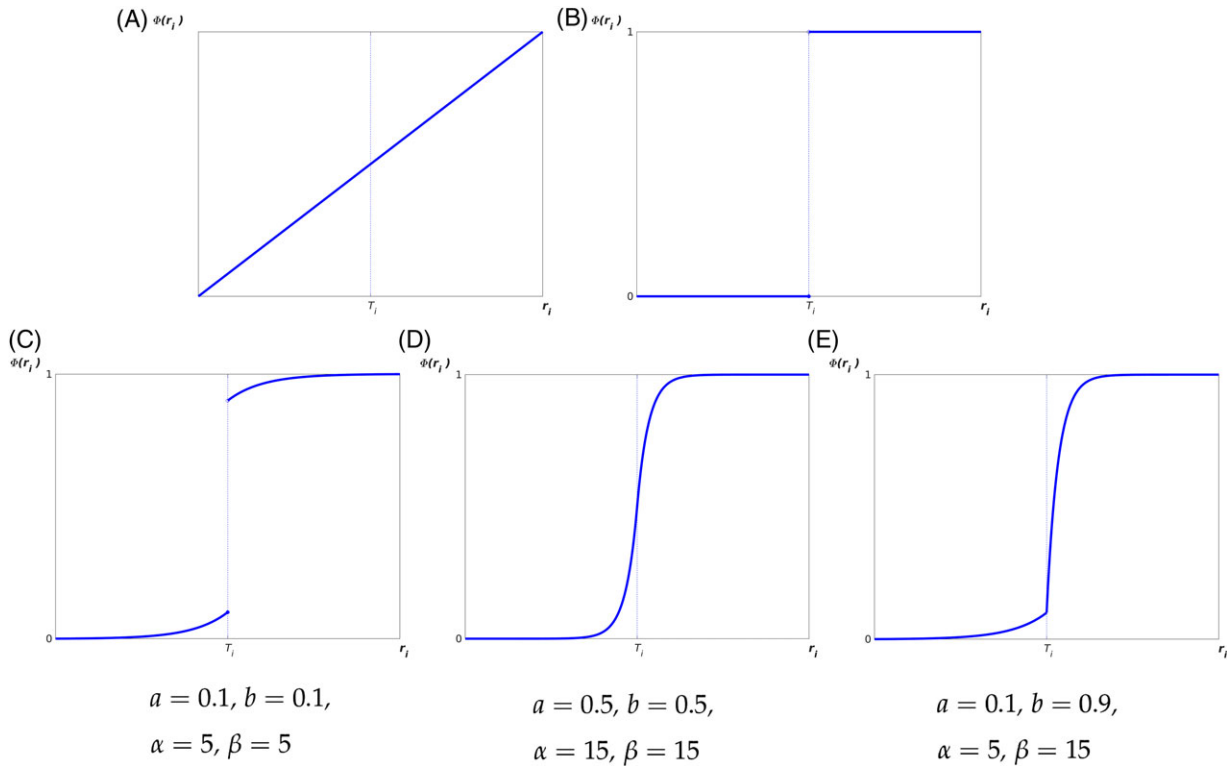 (A) Φ(r_i)
T_i r_i
(B) Φ(r_i)
1
0
T_i r_i
(C)
Φ(r_i)
1
0
T_i r_i
(D)
Φ(r_i)
1
0
T_i r_i
(E)
Φ(r_i)
1
0
T_i r_i
a = 0.1, b = 0.1,
α = 5, β = 5
a = 0.5, b = 0.5,
α = 15, β = 15
a = 0.1, b = 0.9,
α = 5, β = 15